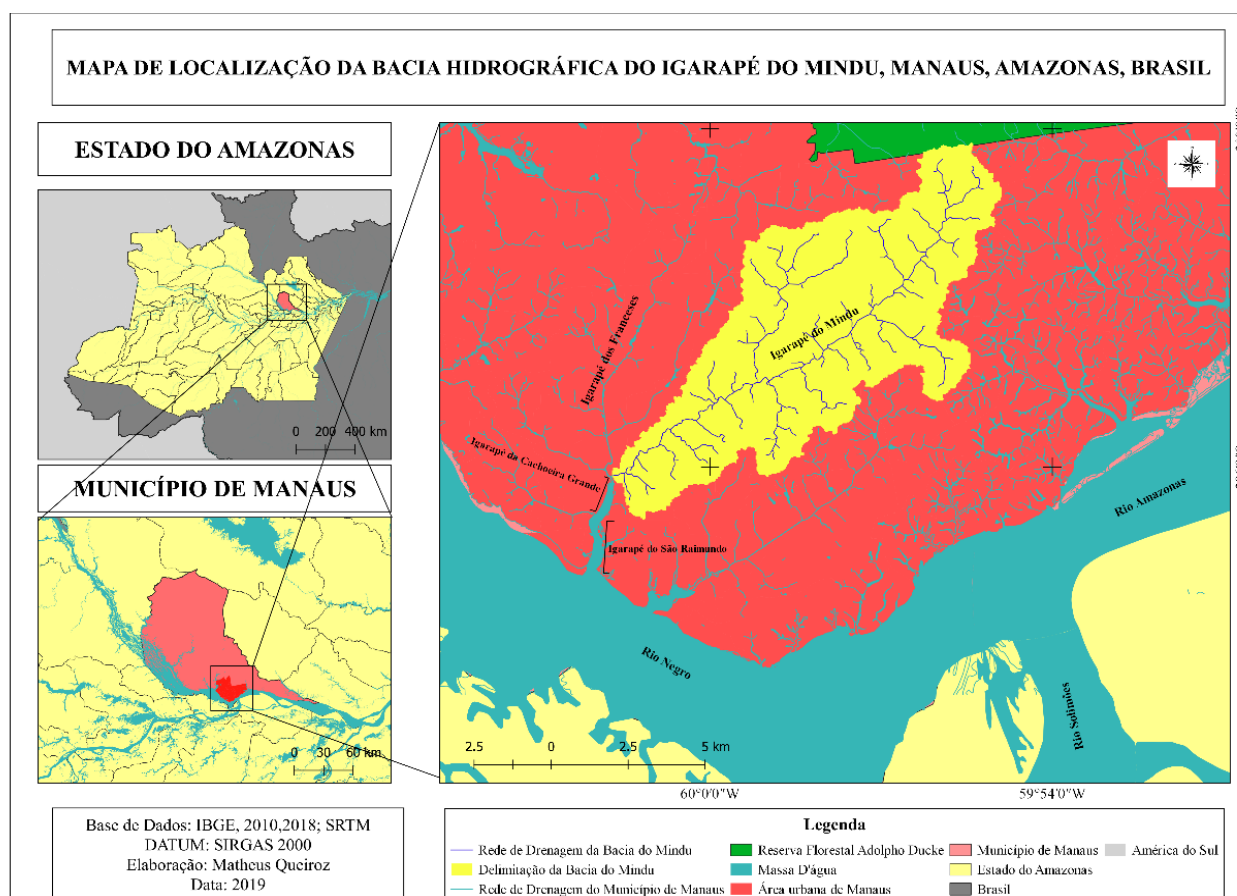 MAPA DE LOCALIZAÇÃO DA BACIA HIDROGRÁFICA DO IGARAPÉ DO MINDU, MANAUS, AMAZONAS, BRASIL
ESTADO DO AMAZONAS
0 200 400 km
MUNICÍPIO DE MANAUS
0 30 60 km
Igarapé dos Franceses
Igarapé do Mindu
Igarapé da Cachoeira Grande
Igarapé do São Raimundo
Rio Amazonas
Rio Negro
Rio Solimões
2.5 0 2.5 5 km
60°0'0"W
59°54'0"W
Base de Dados: IBGE, 2010,2018; SRTM
DATUM: SIRGAS 2000
Elaboração: Matheus Queiroz
Data: 2019
Legenda
Rede de Drenagem da Bacia do Mindu
Delimitação da Bacia do Mindu
Rede de Drenagem do Município de Manaus
Reserva Florestal Adolpho Ducke
Massa D'água
Área urbana de Manaus
Município de Manaus
Estado do Amazonas
Brasil
América do Sul